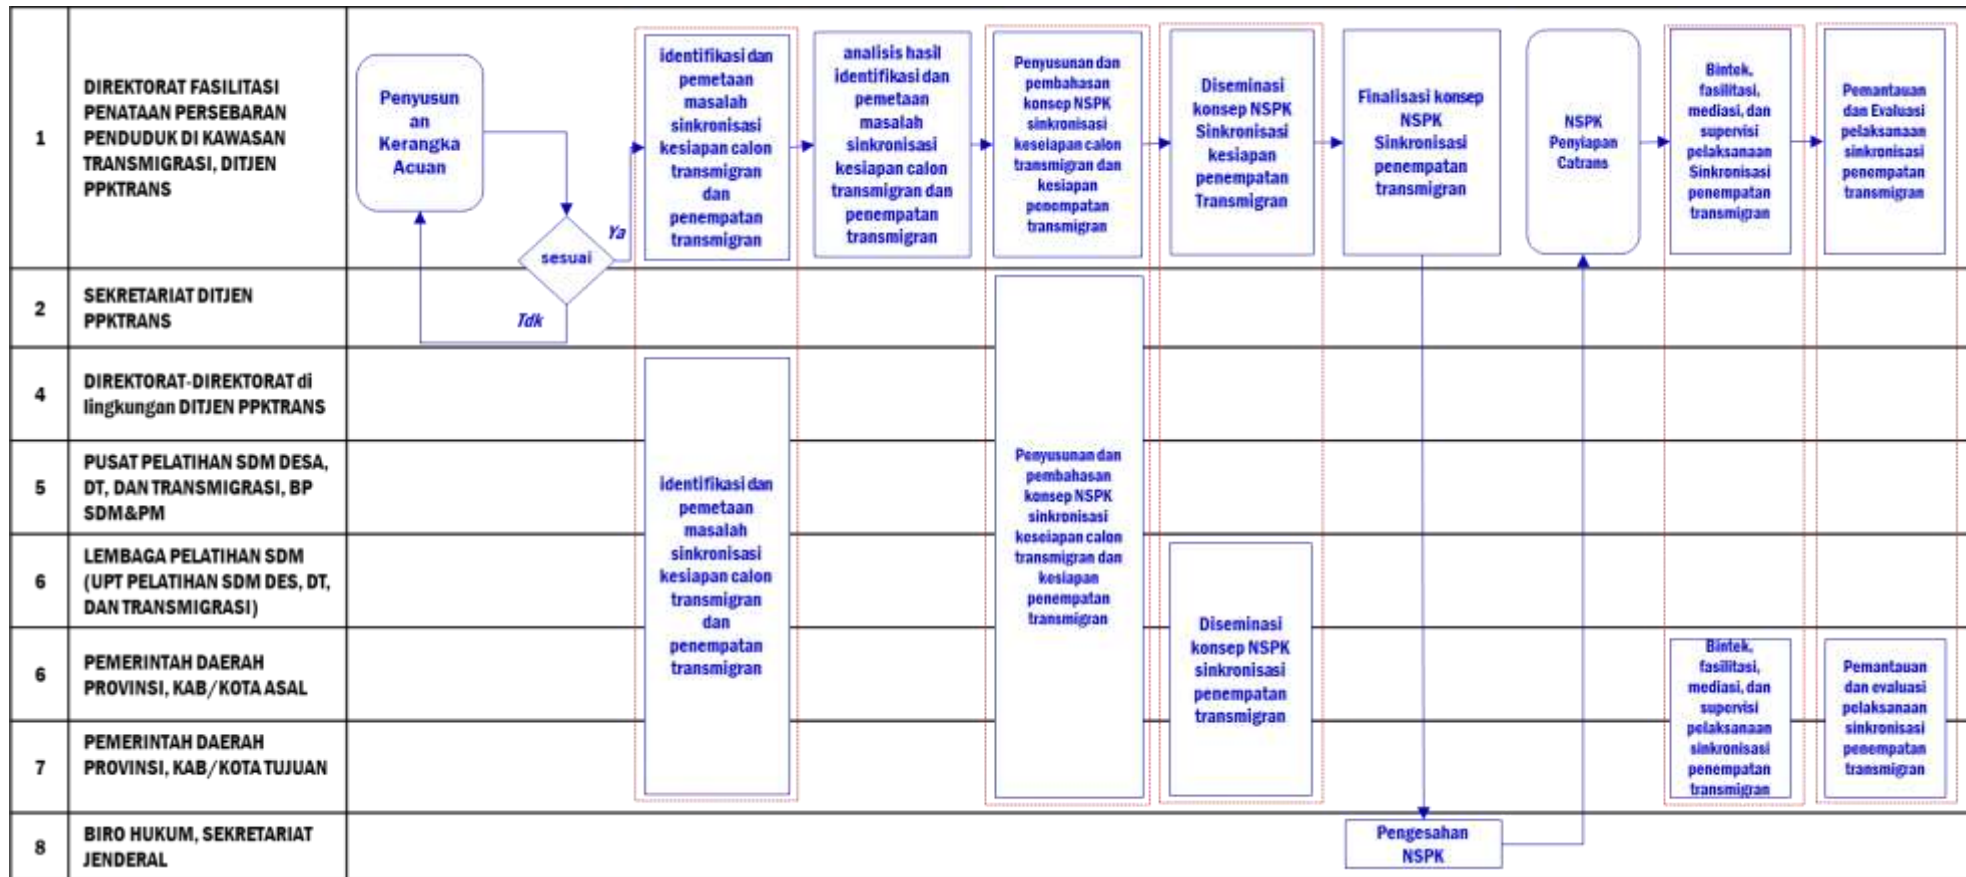 1
DIREKTORAT FASILITASI
PENATAAN PERSEBARAN
PENDUDUK DI KAWASAN
TRANSMIGRASI, DITJEN
PPKTRANS
Penyusun
an
Kerangka
Acuan
sesuai
Ya
Tdk
identifikasi dan
pemetaan
masalah
sinkronisasi
kesiapan calon
transmigran
dan
penempatan
transmigran
analisis hasil
identifikasi dan
pemetaan
masalah
sinkronisasi
kesiapan calon
transmigran dan
penempatan
transmigran
Penyusunan dan
pembahasan
konsep NSPK
sinkronisasi
keseiapan calon
transmigran dan
kesiapan
penempatan
transmigran
Diseminasi
konsep NSPK
Sinkronisasi
kesiapan
penempatan
Transmigran
Finalisasi konsep
NSPK
Sinkronisasi
penempatan
transmigran
NSPK
Penyiapan
Catrans
Bintek,
fasilitasi,
mediasi, dan
supervisi
pelaksanaan
Sinkronisasi
penempatan
transmigran
Pemantauan
dan Evaluasi
pelaksanaan
sinkronisasi
penempatan
transmigran
2
SEKRETARIAT DITJEN
PPKTRANS
4
DIREKTORAT-DIREKTORAT di
lingkungan DITJEN PPKTRANS
5
PUSAT PELATIHAN SDM DESA,
DT, DAN TRANSMIGRASI, BP
SDM&PM
6
LEMBAGA PELATIHAN SDM
(UPT PELATIHAN SDM DES, DT,
DAN TRANSMIGRASI)
6
PEMERINTAH DAERAH
PROVINSI, KAB/KOTA ASAL
7
PEMERINTAH DAERAH
PROVINSI, KAB/KOTA TUJUAN
identifikasi dan
pemetaan
masalah
sinkronisasi
kesiapan calon
transmigran
dan
penempatan
transmigran
Penyusunan dan
pembahasan
konsep NSPK
sinkronisasi
keseiapan calon
transmigran dan
kesiapan
penempatan
transmigran
Diseminasi
konsep NSPK
sinkronisasi
penempatan
transmigran
Bintek,
fasilitasi,
mediasi, dan
supervisi
pelaksanaan
sinkronisasi
penempatan
transmigran
Pemantauan
dan evaluasi
pelaksanaan
sinkronisasi
penempatan
transmigran
8
BIRO HUKUM, SEKRETARIAT
JENDERAL
Pengesahan
NSPK